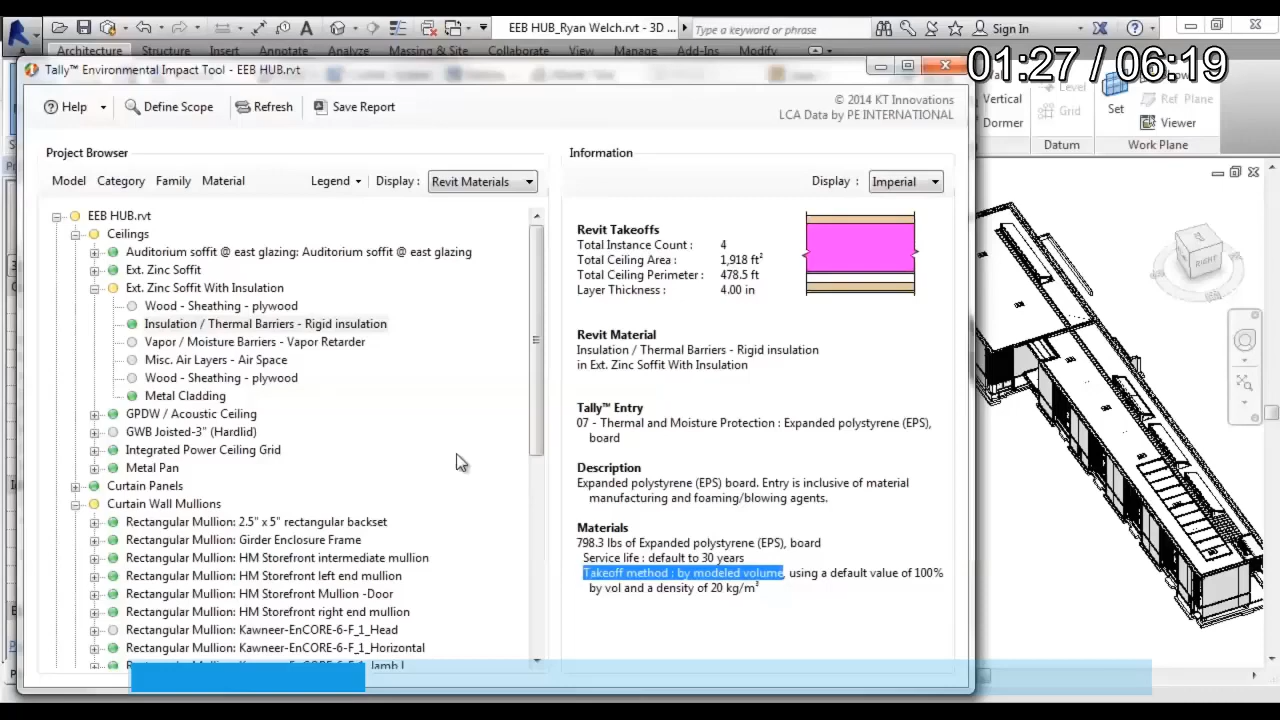 EEB HUB_Ryan Welch.rvt - 3D ...
Type a keyword or phrase
Sign In
Architecture Structure Insert Annotate Analyze Massing & Site Collaborate View Manage Add-Ins Modify
Tally™ Environmental Impact Tool - EEB HUB.rvt
01:27 / 06:19
Help
Define Scope
Refresh
Save Report
© 2014 KT Innovations
LCA Data by PE INTERNATIONAL
Vertical
Dormer
Level
Grid
Datum
Set
Ref Plane
Viewer
Work Plane
Project Browser
Model Category Family Material Legend Display : Revit Materials
EEB HUB.rvt
Ceilings
Auditorium soffit @ east glazing: Auditorium soffit @ east glazing
Ext. Zinc Soffit
Ext. Zinc Soffit With Insulation
Wood - Sheathing - plywood
Insulation / Thermal Barriers - Rigid insulation
Vapor / Moisture Barriers - Vapor Retarder
Misc. Air Layers - Air Space
Wood - Sheathing - plywood
Metal Cladding
GPDW / Acoustic Ceiling
GWB Joisted-3" (Hardlid)
Integrated Power Ceiling Grid
Metal Pan
Curtain Panels
Curtain Wall Mullions
Rectangular Mullion: 2.5" x 5" rectangular backset
Rectangular Mullion: Girder Enclosure Frame
Rectangular Mullion: HM Storefront intermediate mullion
Rectangular Mullion: HM Storefront left end mullion
Rectangular Mullion: HM Storefront Mullion -Door
Rectangular Mullion: HM Storefront right end mullion
Rectangular Mullion: Kawneer-EnCORE-6-F_1_Head
Rectangular Mullion: Kawneer-EnCORE-6-F_1_Horizontal
Information
Display : Imperial
Revit Takeoffs
Total Instance Count : 4
Total Ceiling Area : 1,918 ft²
Total Ceiling Perimeter : 478.5 ft
Layer Thickness : 4.00 in
Revit Material
Insulation / Thermal Barriers - Rigid insulation
in Ext. Zinc Soffit With Insulation
Tally™ Entry
07 - Thermal and Moisture Protection : Expanded polystyrene (EPS),
board
Description
Expanded polystyrene (EPS) board. Entry is inclusive of material
manufacturing and foaming/blowing agents.
Materials
798.3 lbs of Expanded polystyrene (EPS), board
Service life : default to 30 years
Takeoff method : by modeled volume, using a default value of 100%
by vol and a density of 20 kg/m³
RIGHT